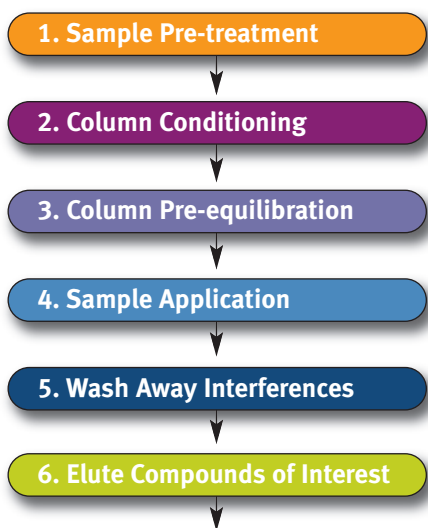 1. Sample Pre-treatment
2. Column Conditioning
3. Column Pre-equilibration
4. Sample Application
5. Wash Away Interferences
6. Elute Compounds of Interest